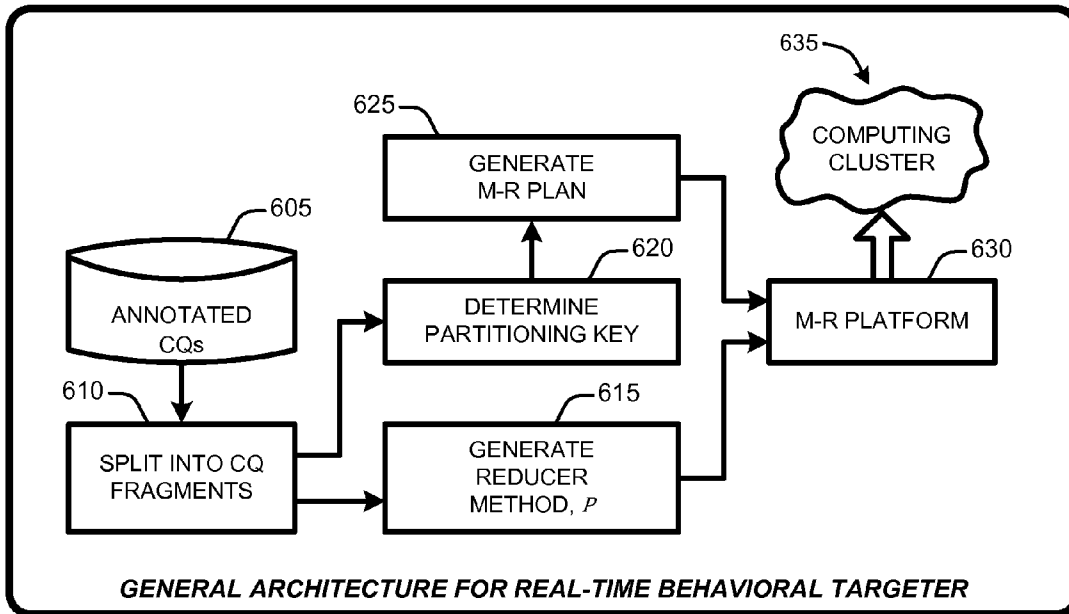 635
625
COMPUTING
CLUSTER
GENERATE
M-R PLAN
605
620
630
ANNOTATED
CQs
DETERMINE
PARTITIONING KEY
M-R PLATFORM
610
615
SPLIT INTO CQ
FRAGMENTS
GENERATE
REDUCER
METHOD, P
GENERAL ARCHITECTURE FOR REAL-TIME BEHAVIORAL TARGETER